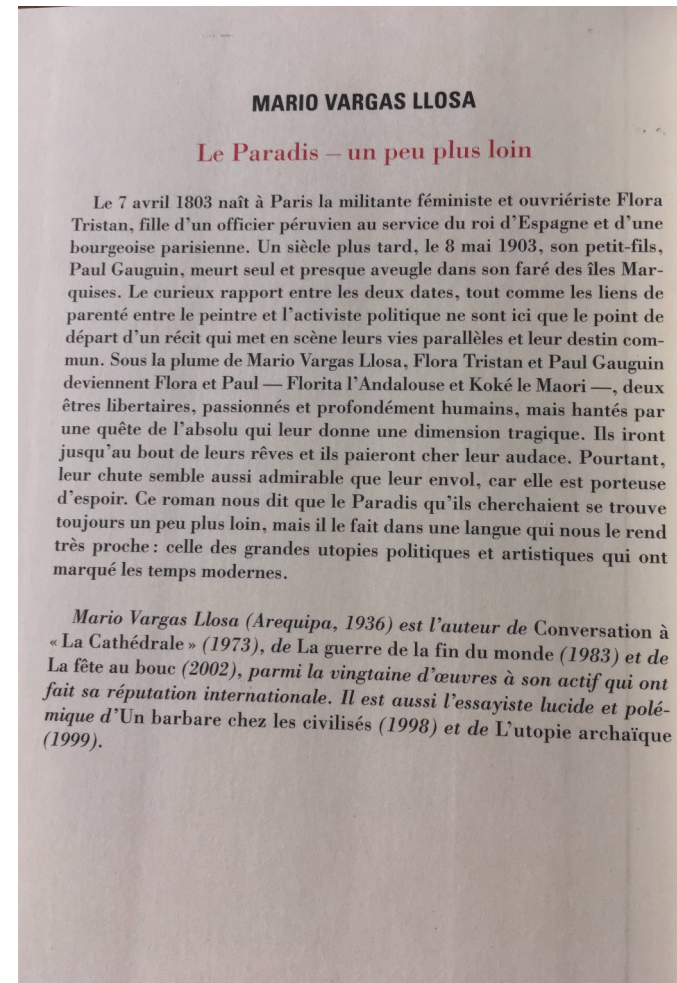 MARIO VARGAS LLOSA
Le Paradis – un peu plus loin
Le 7 avril 1803 naît à Paris la militante féministe et ouvriériste Flora
Tristan, fille d'un officier péruvien au service du roi d'Espagne et d'une
bourgeoise parisienne. Un siècle plus tard, le 8 mai 1903, son petit-fils,
Paul Gauguin, meurt seul et presque aveugle dans son faré des îles Mar-
quises. Le curieux rapport entre les deux dates, tout comme les liens de
parenté entre le peintre et l'activiste politique ne sont ici que le point de
départ d'un récit qui met en scène leurs vies parallèles et leur destin com-
mun. Sous la plume de Mario Vargas Llosa, Flora Tristan et Paul Gauguin
deviennent Flora et Paul — Florita l'Andalouse et Koké le Maori —, deux
êtres libertaires, passionnés et profondément humains, mais hantés par
une quête de l'absolu qui leur donne une dimension tragique. Ils iront
jusqu'au bout de leurs rêves et ils paieront cher leur audace. Pourtant,
leur chute semble aussi admirable que leur envol, car elle est porteuse
d'espoir. Ce roman nous dit que le Paradis qu'ils cherchaient se trouve
toujours un peu plus loin, mais il le fait dans une langue qui nous le rend
très proche : celle des grandes utopies politiques et artistiques qui ont
marqué les temps modernes.
Mario Vargas Llosa (Arequipa, 1936) est l'auteur de Conversation à
« La Cathédrale » (1973), de La guerre de la fin du monde (1983) et de
La fête au bouc (2002), parmi la vingtaine d'œuvres à son actif qui ont
fait sa réputation internationale. Il est aussi l'essayiste lucide et polé-
mique d'Un barbare chez les civilisés (1998) et de L'utopie archaïque
(1999).